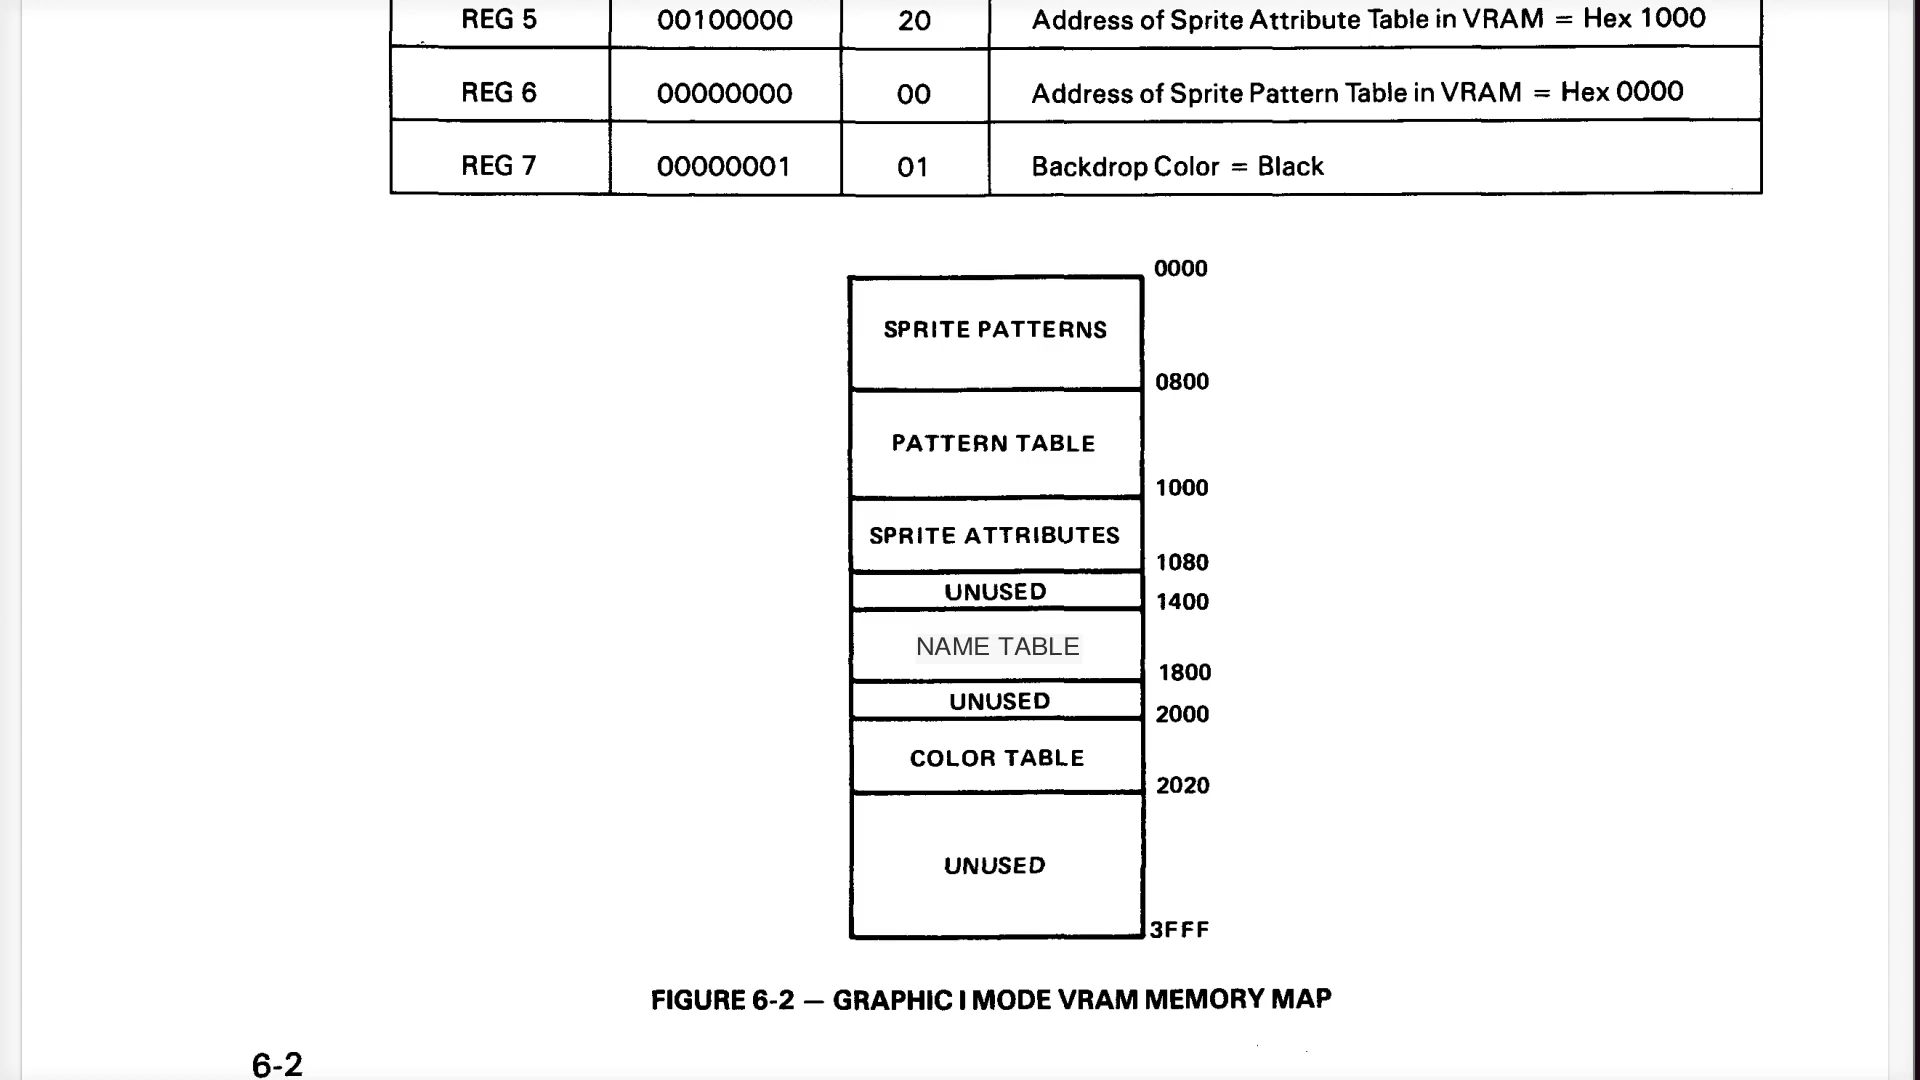 REG 5 00100000 20 Address of Sprite Attribute Table in VRAM = Hex 1000
REG 6 00000000 00 Address of Sprite Pattern Table in VRAM = Hex 0000
REG 7 00000001 01 Backdrop Color = Black
0000
SPRITE PATTERNS
0800
PATTERN TABLE
1000
SPRITE ATTRIBUTES
1080
UNUSED
1400
NAME TABLE
1800
UNUSED
2000
COLOR TABLE
2020
UNUSED
3FFF
FIGURE 6-2 — GRAPHIC I MODE VRAM MEMORY MAP
6-2